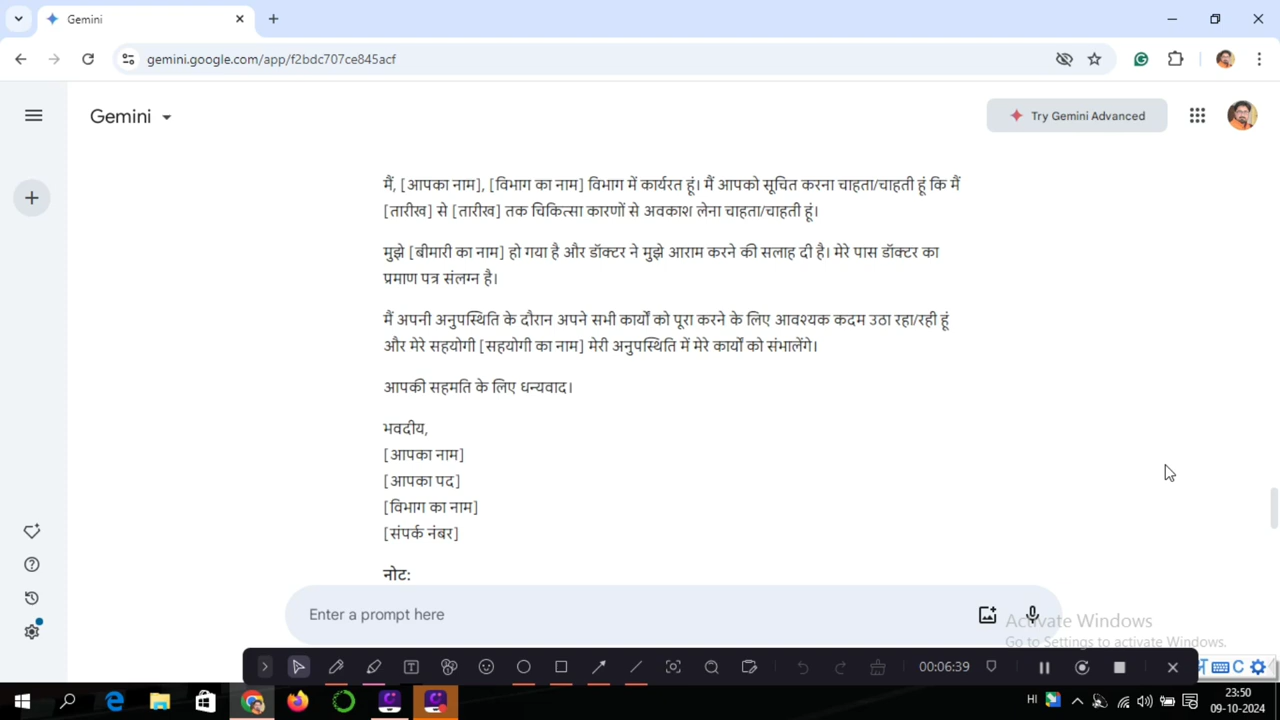 Gemini
gemini.google.com/app/f2bdc707ce845acf
Gemini
Try Gemini Advanced
मैं, [आपका नाम], [विभाग का नाम] विभाग में कार्यरत हूं। मैं आपको सूचित करना चाहता/चाहती हूं कि मैं
[तारीख] से [तारीख] तक चिकित्सा कारणों से अवकाश लेना चाहता/चाहती हूं।
मुझे [बीमारी का नाम] हो गया है और डॉक्टर ने मुझे आराम करने की सलाह दी है। मेरे पास डॉक्टर का
प्रमाण पत्र संलग्न है।
मैं अपनी अनुपस्थिति के दौरान अपने सभी कार्यों को पूरा करने के लिए आवश्यक कदम उठा रहा/रही हूं
और मेरे सहयोगी [सहयोगी का नाम] मेरी अनुपस्थिति में मेरे कार्यों को संभालेंगे।
आपकी सहमति के लिए धन्यवाद।
भवदीय,
[आपका नाम]
[आपका पद]
[विभाग का नाम]
[संपर्क नंबर]
नोट:
Enter a prompt here
Activate Windows
Go to Settings to activate Windows.
00:06:39
HI
23:50
09-10-2024